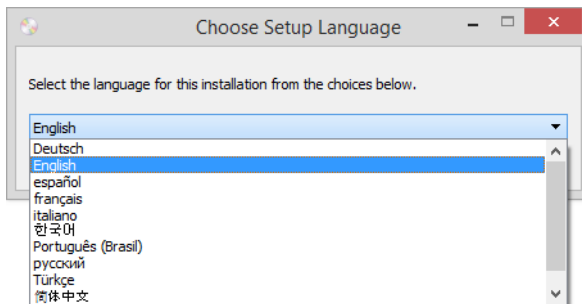 Choose Setup Language
Select the language for this installation from the choices below.
English
Deutsch
English
español
français
italiano
한국어
Português (Brasil)
русский
Türkçe
简体中文